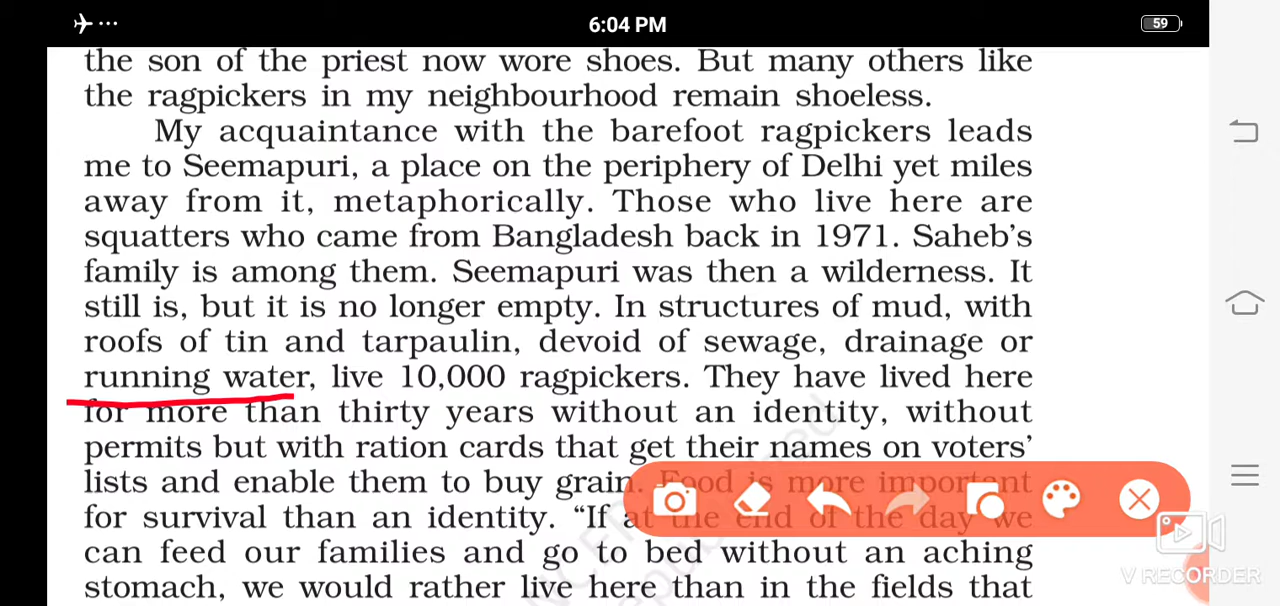 6:04 PM
59
the son of the priest now wore shoes. But many others like
the ragpickers in my neighbourhood remain shoeless.
My acquaintance with the barefoot ragpickers leads
me to Seemapuri, a place on the periphery of Delhi yet miles
away from it, metaphorically. Those who live here are
squatters who came from Bangladesh back in 1971. Saheb’s
family is among them. Seemapuri was then a wilderness. It
still is, but it is no longer empty. In structures of mud, with
roofs of tin and tarpaulin, devoid of sewage, drainage or
running water, live 10,000 ragpickers. They have lived here
for more than thirty years without an identity, without
permits but with ration cards that get their names on voters’
lists and enable them to buy grain. Food is more important
for survival than an identity. “If at the end of the day we
can feed our families and go to bed without an aching
stomach, we would rather live here than in the fields that
V RECORDER